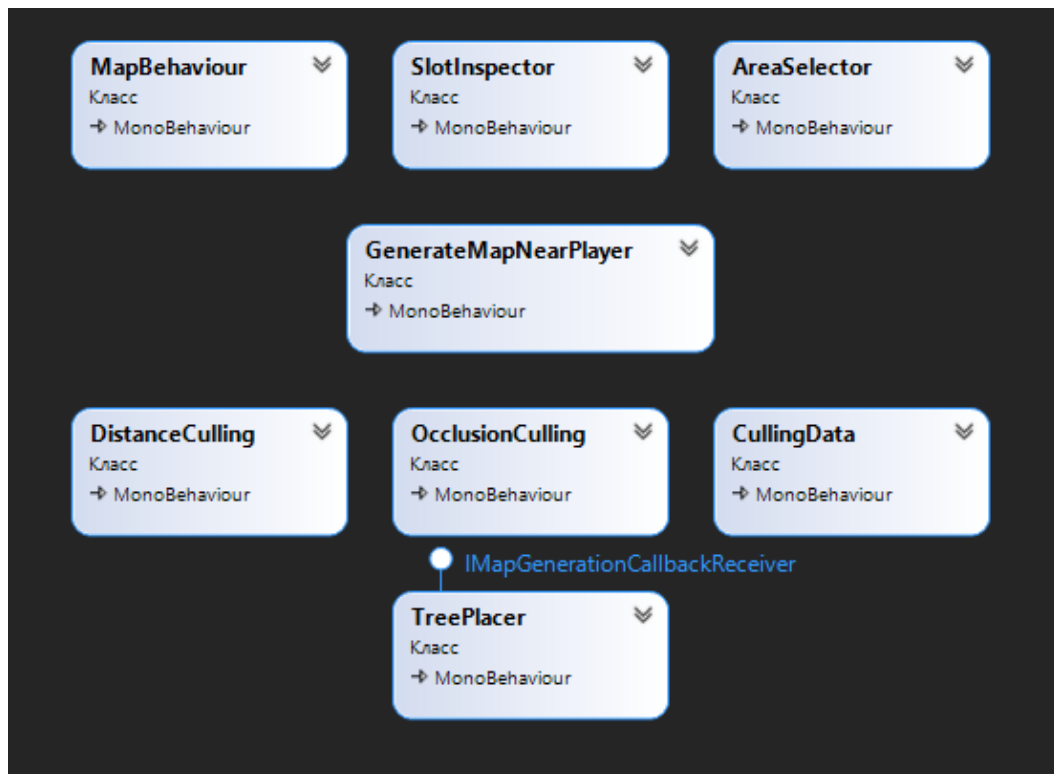 MapBehaviour
Класс
MonoBehaviour
SlotInspector
Класс
MonoBehaviour
AreaSelector
Класс
MonoBehaviour
GenerateMapNearPlayer
Класс
MonoBehaviour
DistanceCulling
Класс
MonoBehaviour
OcclusionCulling
Класс
MonoBehaviour
CullingData
Класс
MonoBehaviour
IMapGenerationCallbackReceiver
TreePlacer
Класс
MonoBehaviour